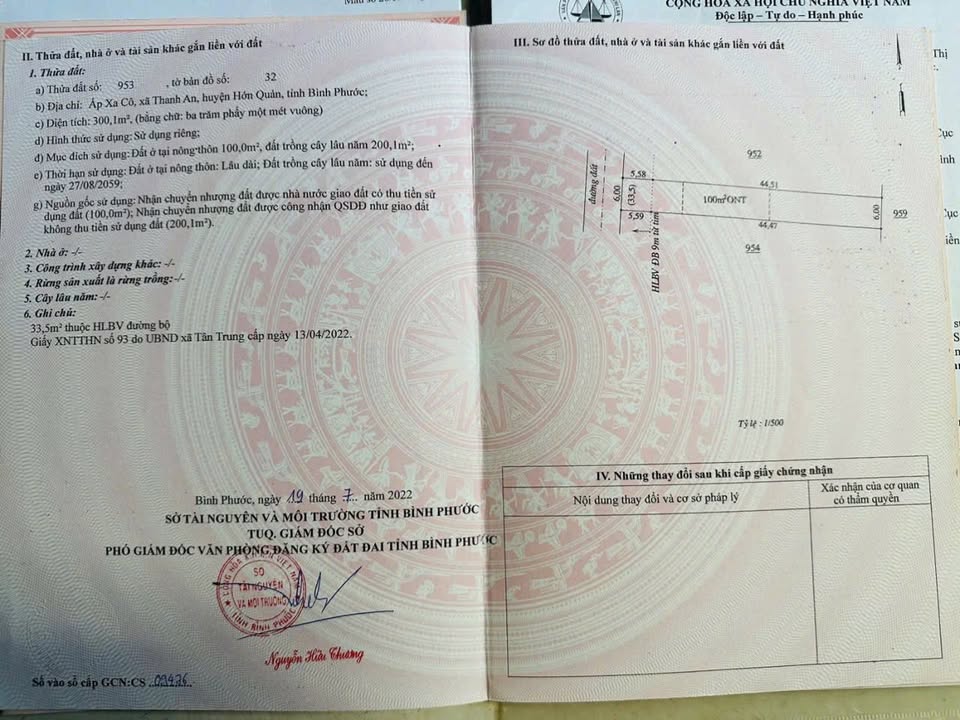 CỘNG HÒA XÃ HỘI CHỦ NGHĨA VIỆT NAM
Độc lập - Tự do - Hạnh phúc
II. Thửa đất, nhà ở và tài sản khác gắn liền với đất
1. Thửa đất:
a) Thửa đất số: 953 , tờ bản đồ số: 32
b) Địa chỉ: Ấp Xa Cô, xã Thanh An, huyện Hớn Quản, tỉnh Bình Phước;
c) Diện tích: 300,1m², (bằng chữ: ba trăm phẩy một mét vuông)
d) Hình thức sử dụng: Sử dụng riêng;
đ) Mục đích sử dụng: Đất ở tại nông thôn 100,0m², đất trồng cây lâu năm 200,1m²;
e) Thời hạn sử dụng: Đất ở tại nông thôn: Lâu dài; Đất trồng cây lâu năm: sử dụng đến
ngày 27/08/2059;
g) Nguồn gốc sử dụng: Nhận chuyển nhượng đất được nhà nước giao đất có thu tiền sử
dụng đất (100,0m²); Nhận chuyển nhượng đất được công nhận QSDĐ như giao đất
không thu tiền sử dụng đất (200,1m²).
2. Nhà ở: -/-
3. Công trình xây dựng khác: -/-
4. Rừng sản xuất là rừng trồng: -/-
5. Cây lâu năm: -/-
6. Ghi chú:
33,5m² thuộc HLBV đường bộ
Giấy XNTTHN số 93 do UBND xã Tân Trung cấp ngày 13/04/2022.
Bình Phước, ngày 19 tháng 7 năm 2022
SỞ TÀI NGUYÊN VÀ MÔI TRƯỜNG TỈNH BÌNH PHƯỚC
TUQ. GIÁM ĐỐC SỞ
PHÓ GIÁM ĐỐC VĂN PHÒNG ĐĂNG KÝ ĐẤT ĐAI TỈNH BÌNH PHƯỚC
SỞ
TÀI NGUYÊN
VÀ MÔI TRƯỜNG
TỈNH BÌNH PHƯỚC
Nguyễn Hữu Chương
Số vào sổ cấp GCN: CS 09476
III. Sơ đồ thửa đất, nhà ở và tài sản khác gắn liền với đất
952
đường đất
5,58
44,51
6,00
(33,5)
100m² ONT
6,00
959
5,59
44,47
HLBV ĐB 9m từ tim
954
Tỷ lệ : 1/500
IV. Những thay đổi sau khi cấp giấy chứng nhận
Nội dung thay đổi và cơ sở pháp lý
Xác nhận của cơ quan
có thẩm quyền